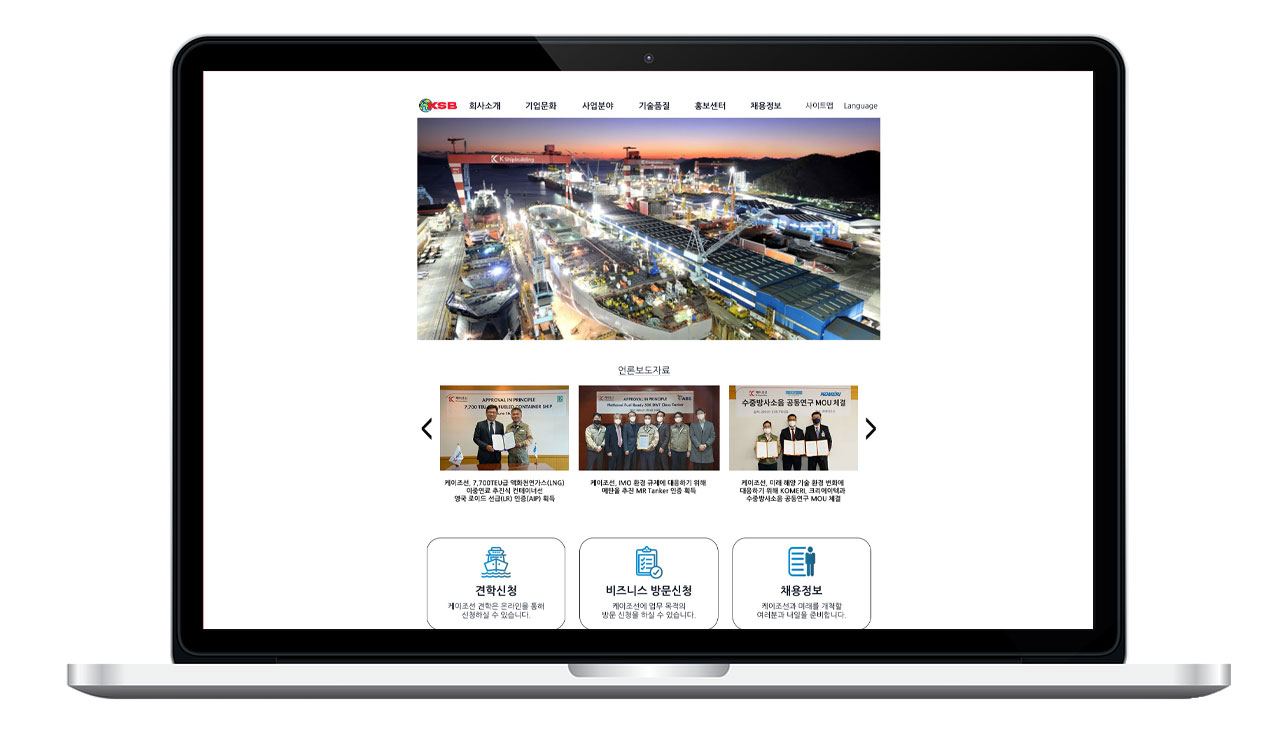 KSB 회사소개 기업문화 사업분야 기술품질 홍보센터 채용정보 사이트맵 Language
K Shipbuilding
언론보도자료
APPROVAL IN PRINCIPLE
7,700 TEU
FUELED CONTAINER SHIP
APPROVAL IN PRINCIPLE
Methanol Fuel Ready 50K DWT Class Tanker
ABS
KOMERI
수중방사소음 공동연구 MOU 체결
케이조선, 7,700TEU급 액화천연가스(LNG)
이중연료 추진식 컨테이너선
영국 로이드 선급(LR) 인증(AIP) 획득
케이조선, IMO 환경 규제에 대응하기 위해
메탄올 추진 MR Tanker 인증 획득
케이조선, 미래 해양 기술 환경 변화에
대응하기 위해 KOMERI, 크리에이텍과
수중방사소음 공동연구 MOU 체결
견학신청
케이조선 견학은 온라인을 통해
신청하실 수 있습니다.
비즈니스 방문신청
케이조선에 업무 목적의
방문 신청을 하실 수 있습니다.
채용정보
케이조선과 미래를 개척할
여러분과 내일을 준비합니다.